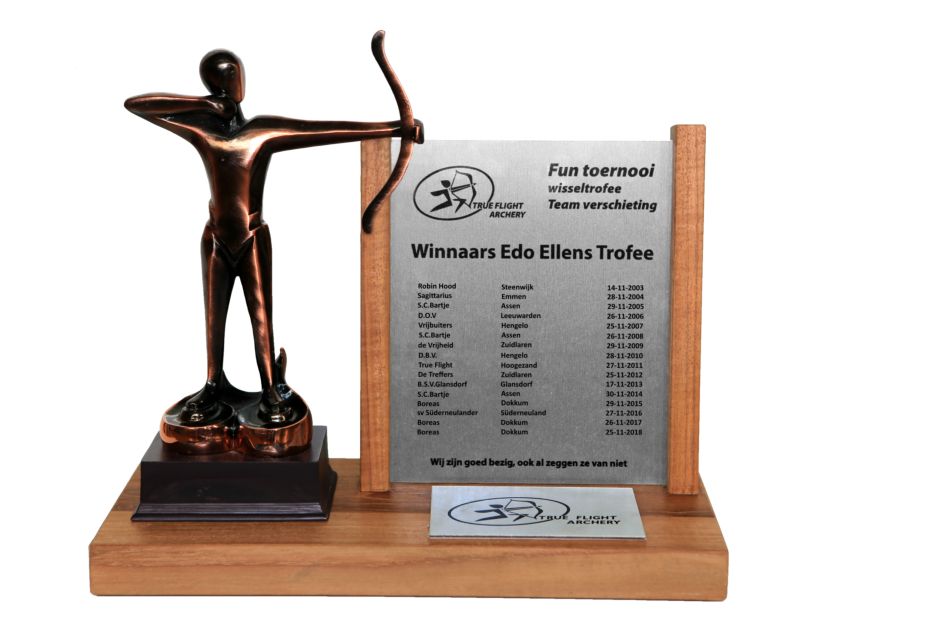 TRUE FLIGHT
ARCHERY
Fun toernooi
wisseltrofee
Team verschieting
Winnaars Edo Ellens Trofee
Robin Hood Steenwijk 14-11-2003
Sagittarius Emmen 28-11-2004
S.C.Bartje Assen 29-11-2005
D.O.V Leeuwarden 26-11-2006
Vrijbuiters Hengelo 25-11-2007
S.C.Bartje Assen 26-11-2008
de Vrijheid Zuidlaren 29-11-2009
D.B.V. Hengelo 28-11-2010
True Flight Hoogezand 27-11-2011
De Treffers Zuidlaren 25-11-2012
B.S.V.Glansdorf Glansdorf 17-11-2013
S.C.Bartje Assen 30-11-2014
Boreas Dokkum 29-11-2015
sv Süderneulander Süderneuland 27-11-2016
Boreas Dokkum 26-11-2017
Boreas Dokkum 25-11-2018
Wij zijn goed bezig, ook al zeggen ze van niet
TRUE FLIGHT
ARCHERY